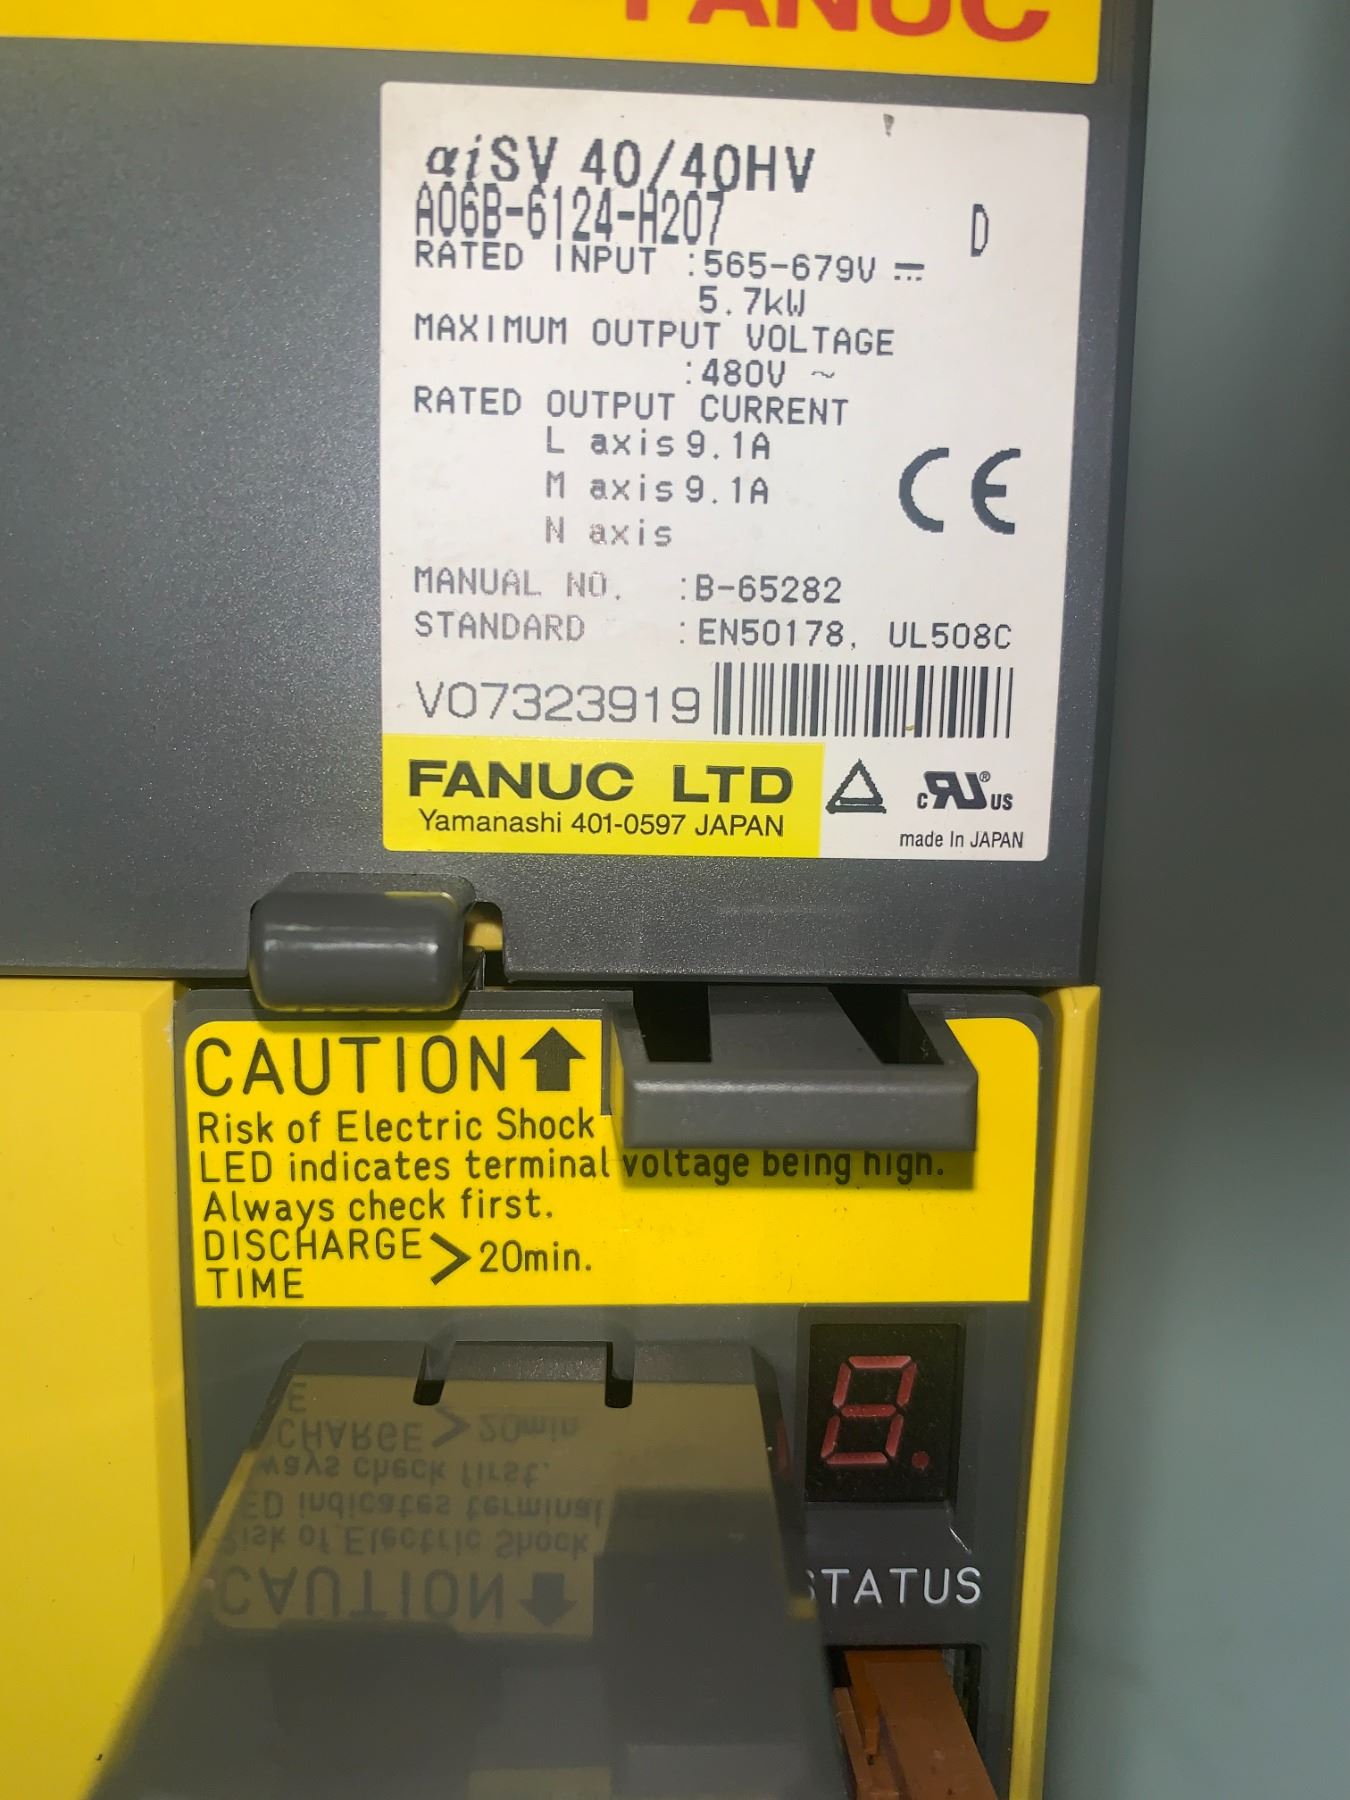 FANUC
αiSV 40/40HV
A06B-6124-H207 D
RATED INPUT :565-679V ⎓
5.7kW
MAXIMUM OUTPUT VOLTAGE
:480V ~
RATED OUTPUT CURRENT
L axis 9.1A
M axis 9.1A
N axis
CE
MANUAL NO. :B-65282
STANDARD :EN50178, UL508C
V07323919
FANUC LTD
Yamanashi 401-0597 JAPAN
c RU ® US
made In JAPAN
CAUTION ↑
Risk of Electric Shock
LED indicates terminal voltage being high.
Always check first.
DISCHARGE TIME > 20min.
8.
STATUS